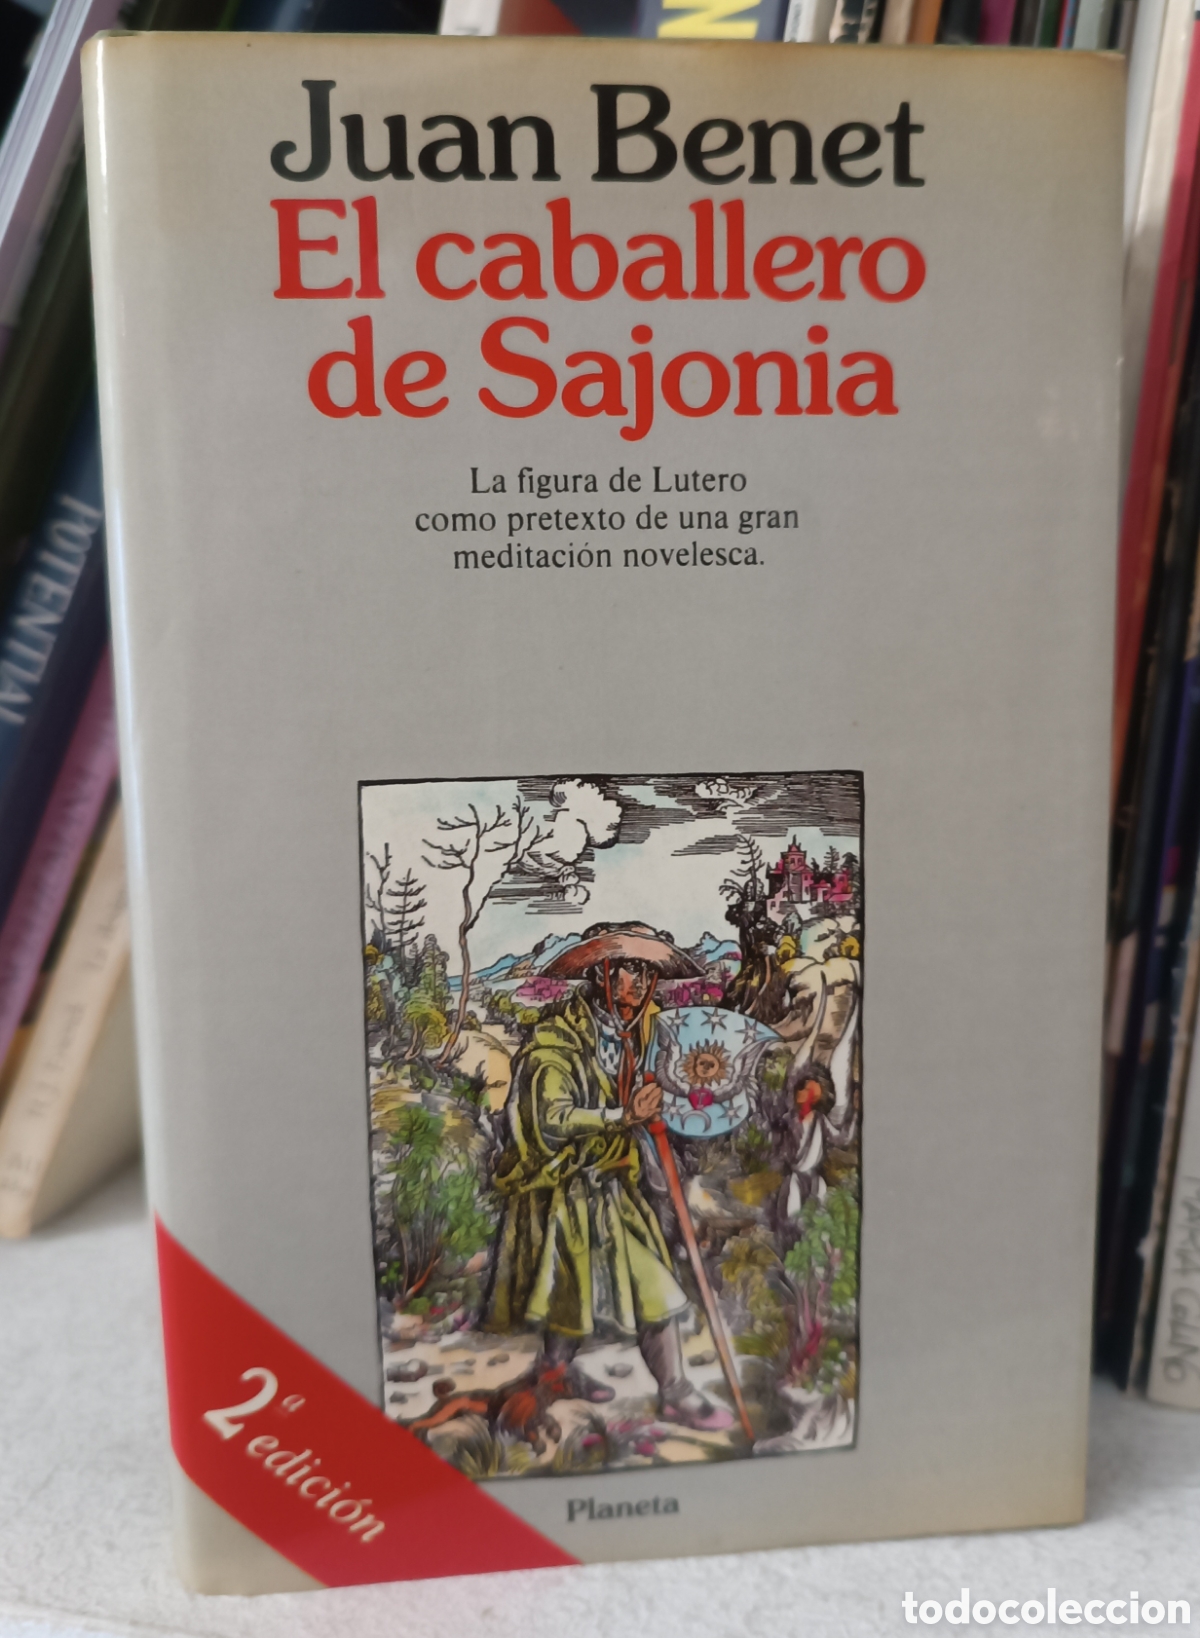 Juan Benet
El caballero
de Sajonia
La figura de Lutero
como pretexto de una gran
meditación novelesca.
2ª edición
Planeta
POTENTIAL
todocoleccion